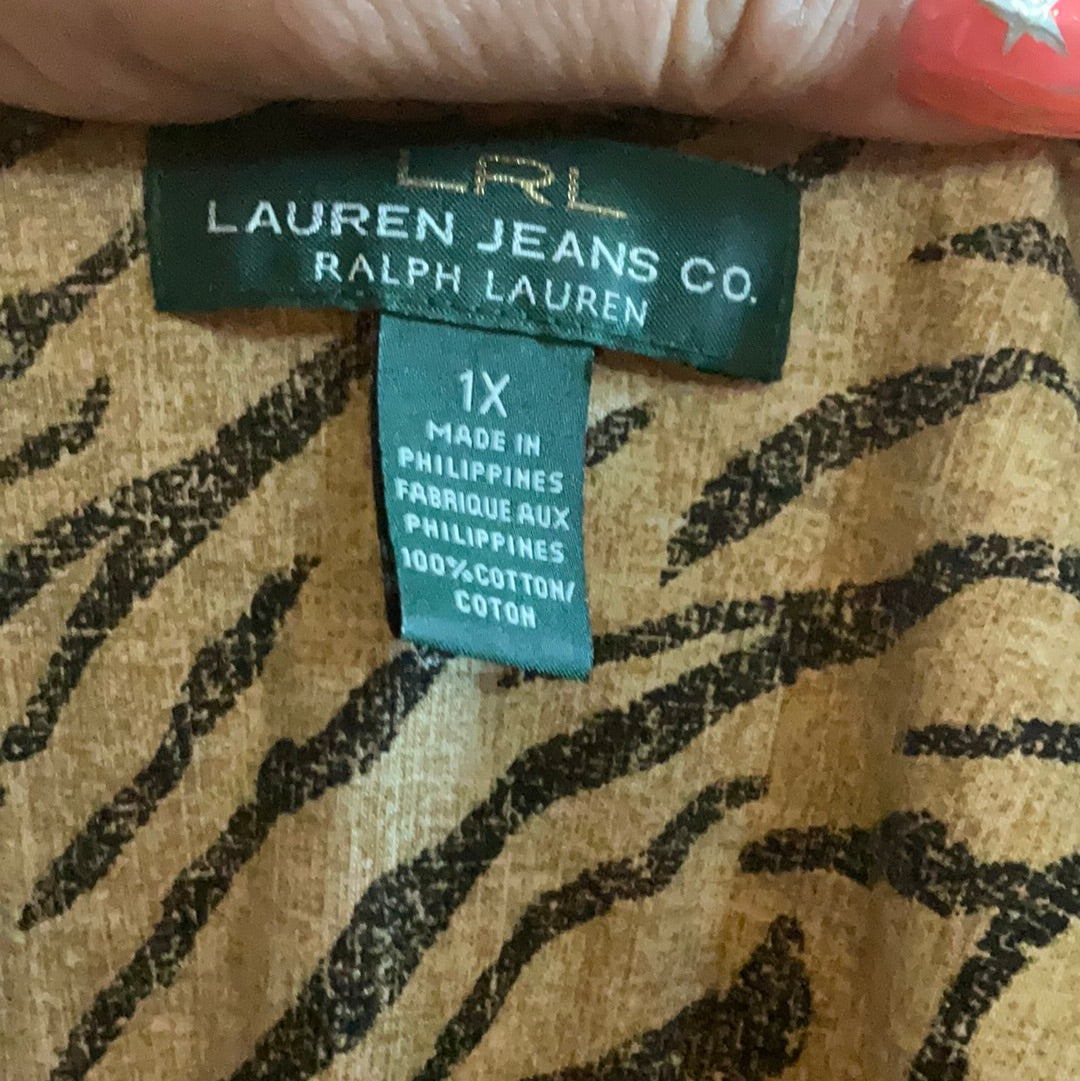 LRL
LAUREN JEANS CO.
RALPH LAUREN
1X
MADE IN
PHILIPPINES
FABRIQUE AUX
PHILIPPINES
100%COTTON/
COTON